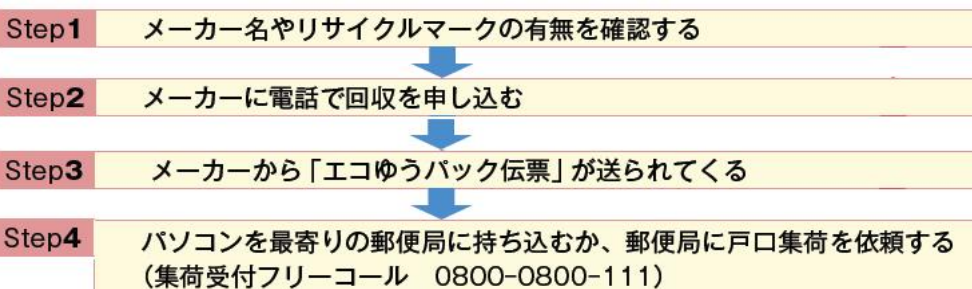 Step1 メーカー名やリサイクルマークの有無を確認する
Step2 メーカーに電話で回収を申し込む
Step3 メーカーから「エコゆうパック伝票」が送られてくる
Step4 パソコンを最寄りの郵便局に持ち込むか、郵便局に戸口集荷を依頼する
(集荷受付フリーコール 0800-0800-111)